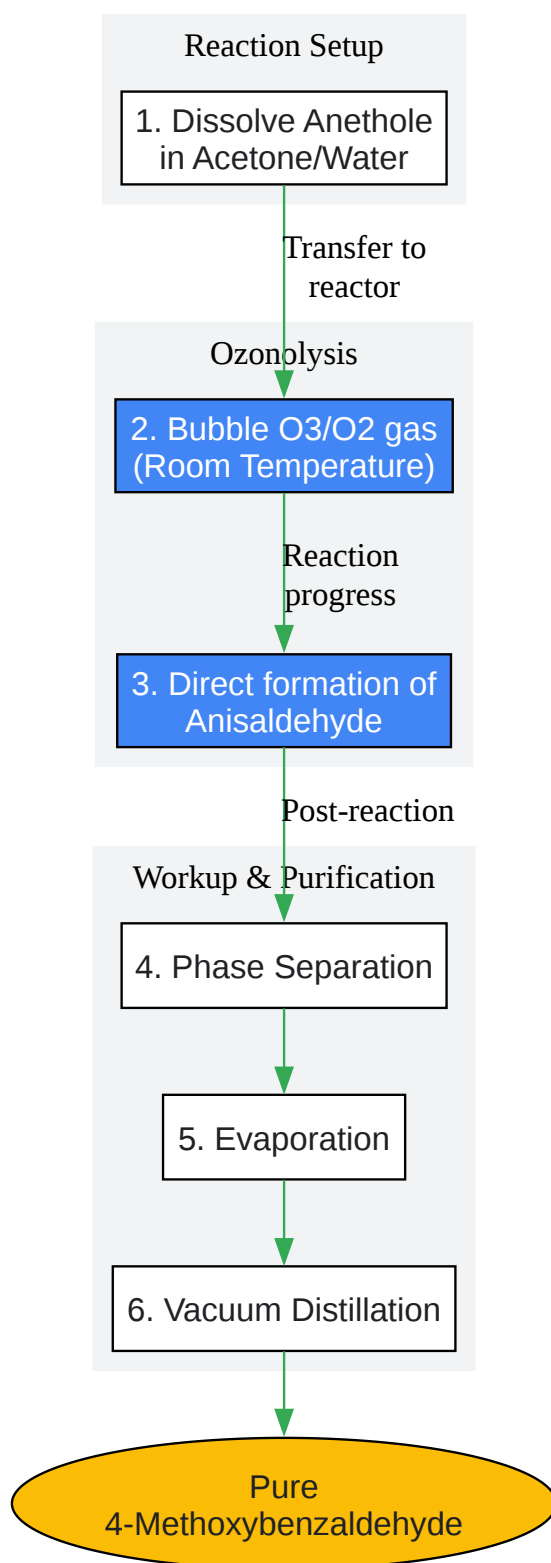 Reaction Setup
1. Dissolve Anethole
in Acetone/Water
Transfer to
reactor
Ozonolysis
2. Bubble O3/O2 gas
(Room Temperature)
Reaction
progress
3. Direct formation of
Anisaldehyde
Post-reaction
Workup & Purification
4. Phase Separation
5. Evaporation
6. Vacuum Distillation
Pure
4-Methoxybenzaldehyde